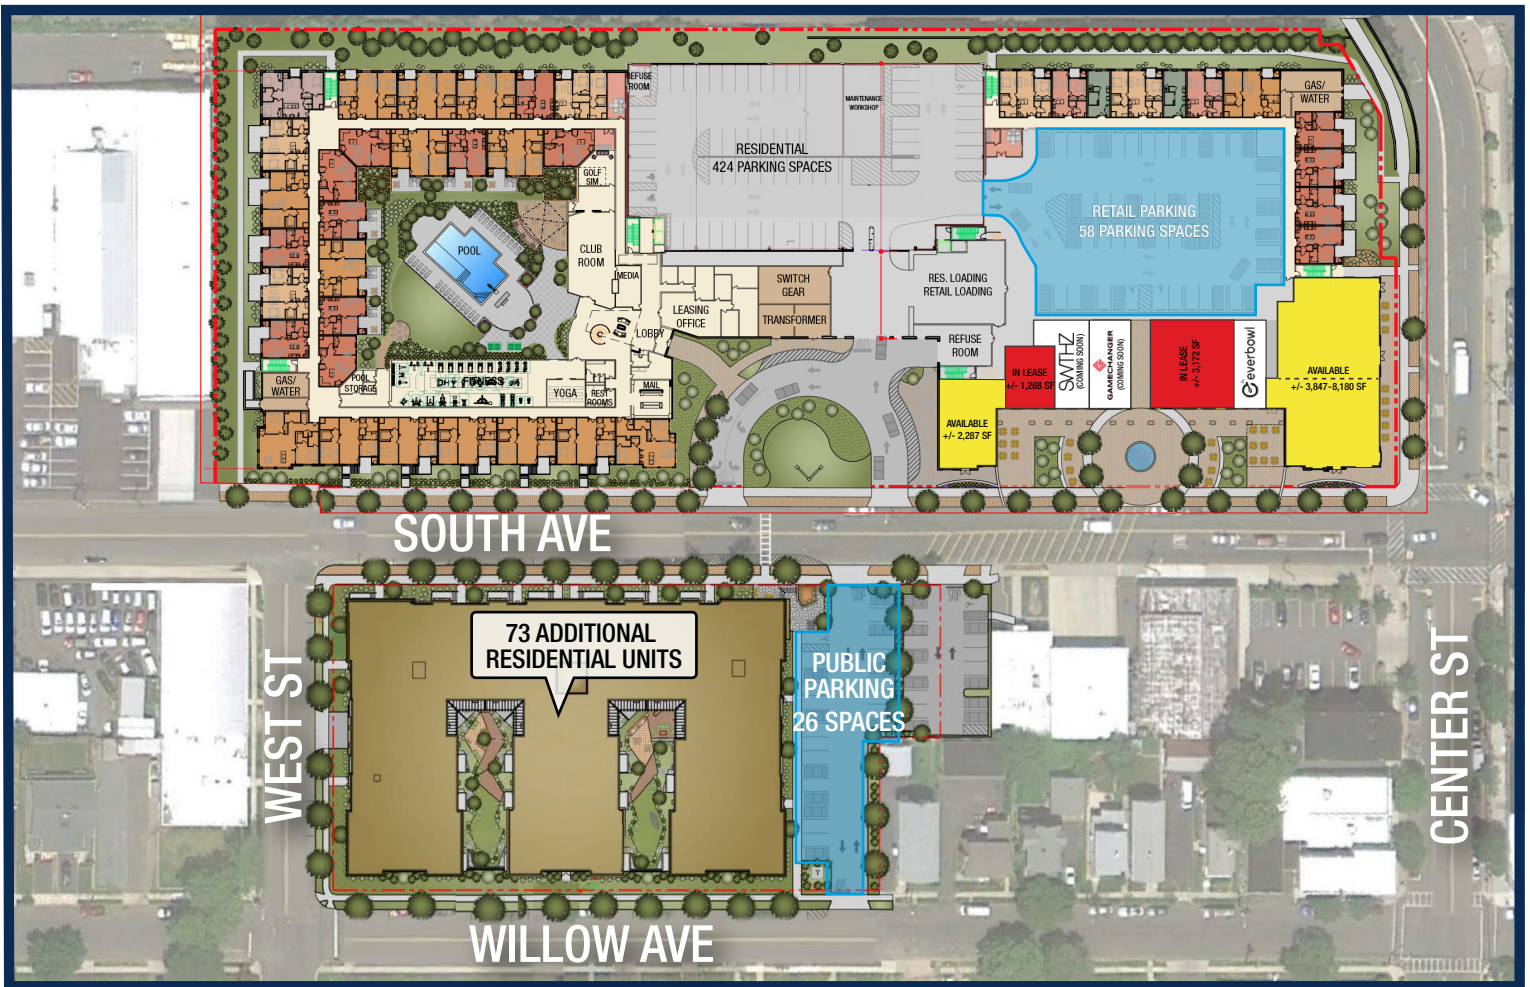 REFUSE
ROOM
MAINTENANCE
WORKSHOP
RESIDENTIAL
424 PARKING SPACES
GAS/
WATER
GOLF
SIM
RETAIL PARKING
58 PARKING SPACES
POOL
CLUB
ROOM
MEDIA
SWITCH
GEAR
RES. LOADING
RETAIL LOADING
LEASING
OFFICE
TRANSFORMER
LOBBY
REFUSE
ROOM
GAS/
WATER
POOL
STORAGE
FITNESS
YOGA
REST
ROOMS
MAIL
IN LEASE
+/- 1,268 SF
SWTHZ
(COMING SOON)
GAMECHANGER
(COMING SOON)
IN LEASE
+/- 3,172 SF
everbowl
AVAILABLE
+/- 3,847-8,180 SF
AVAILABLE
+/- 2,287 SF
SOUTH AVE
73 ADDITIONAL
RESIDENTIAL UNITS
PUBLIC
PARKING
26 SPACES
WEST ST
CENTER ST
WILLOW AVE
STOP
STOP
T